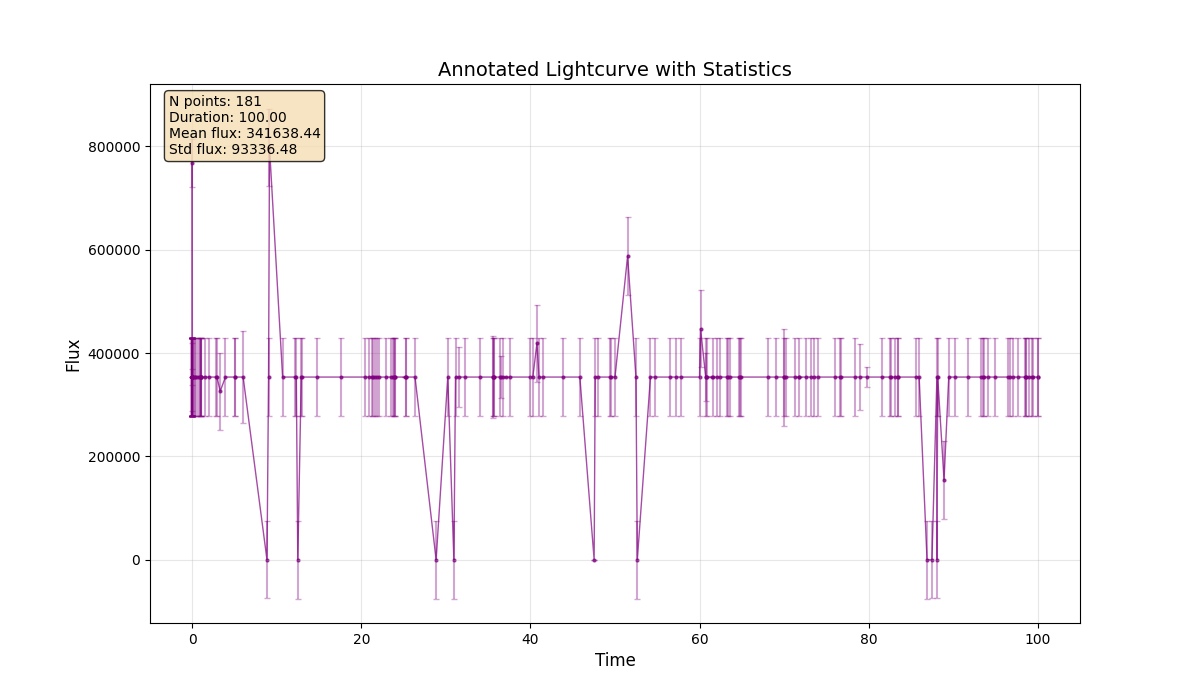 Annotated Lightcurve with Statistics
N points: 181
Duration: 100.00
Mean flux: 341638.44
Std flux: 93336.48
Flux
800000
600000
400000
200000
0
0 20 40 60 80 100
Time